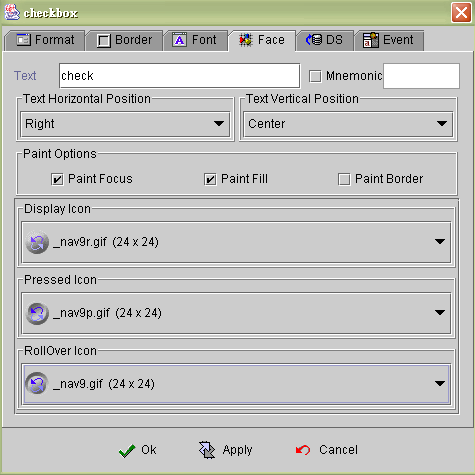 checkbox
Format Border Font Face DS Event
Text check Mnemonic
Text Horizontal Position Text Vertical Position
Right Center
Paint Options
Paint Focus Paint Fill Paint Border
Display Icon
_nav9r.gif (24 x 24)
Pressed Icon
_nav9p.gif (24 x 24)
RollOver Icon
_nav9.gif (24 x 24)
Ok Apply Cancel